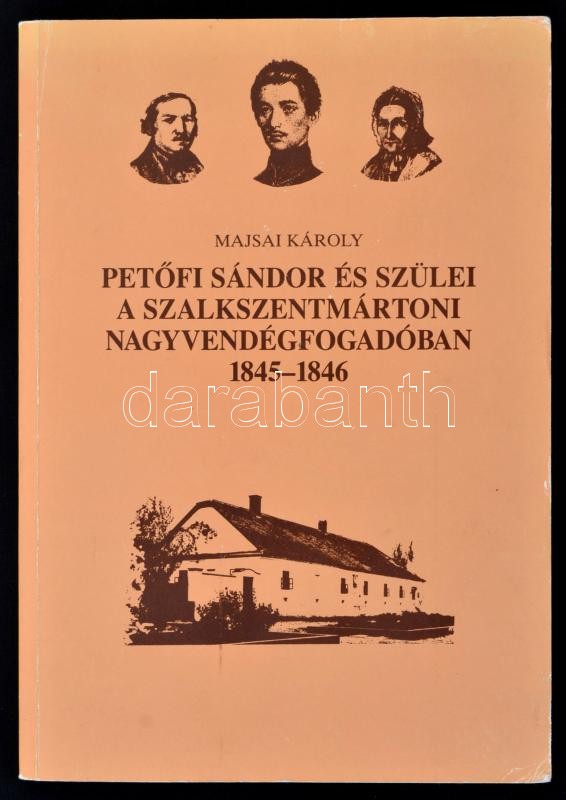 MAJSAI KÁROLY
PETŐFI SÁNDOR ÉS SZÜLEI
A SZALKSZENTMÁRTONI
NAGYVENDÉGFOGADÓBAN
1845–1846
darabanth